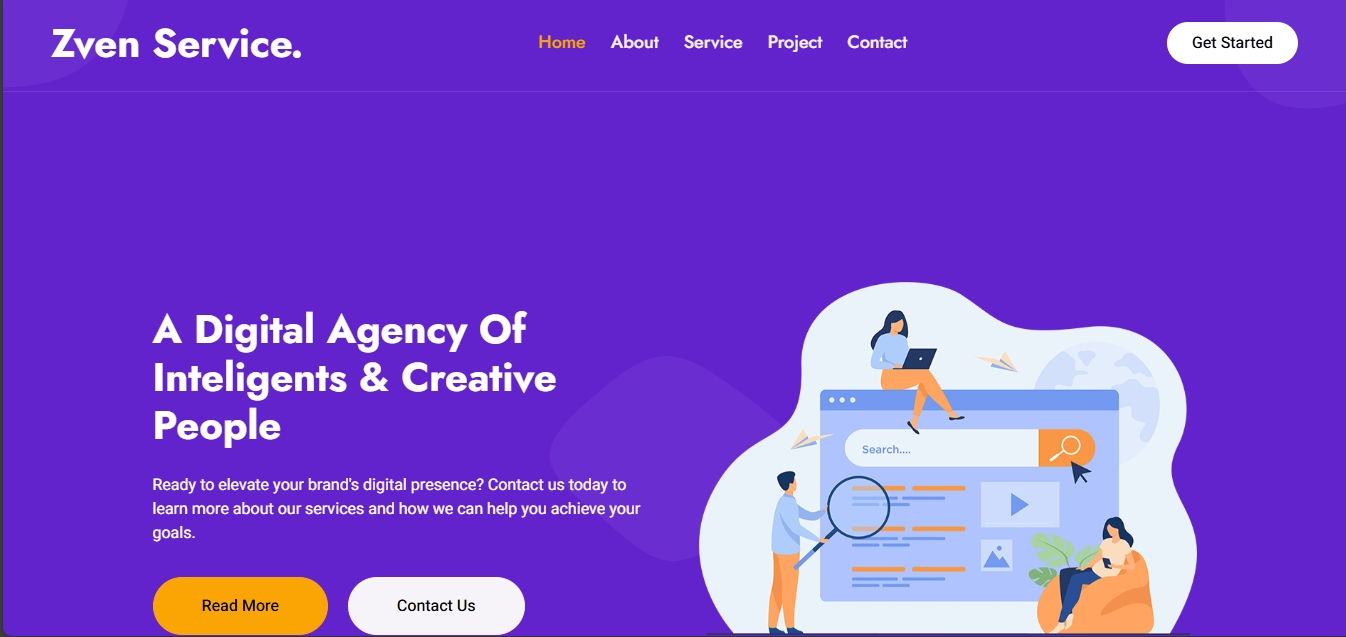 Zven Service.
Home About Service Project Contact
Get Started
A Digital Agency Of
Inteligents & Creative
People
Ready to elevate your brand's digital presence? Contact us today to
learn more about our services and how we can help you achieve your
goals.
Read More
Contact Us
Search....